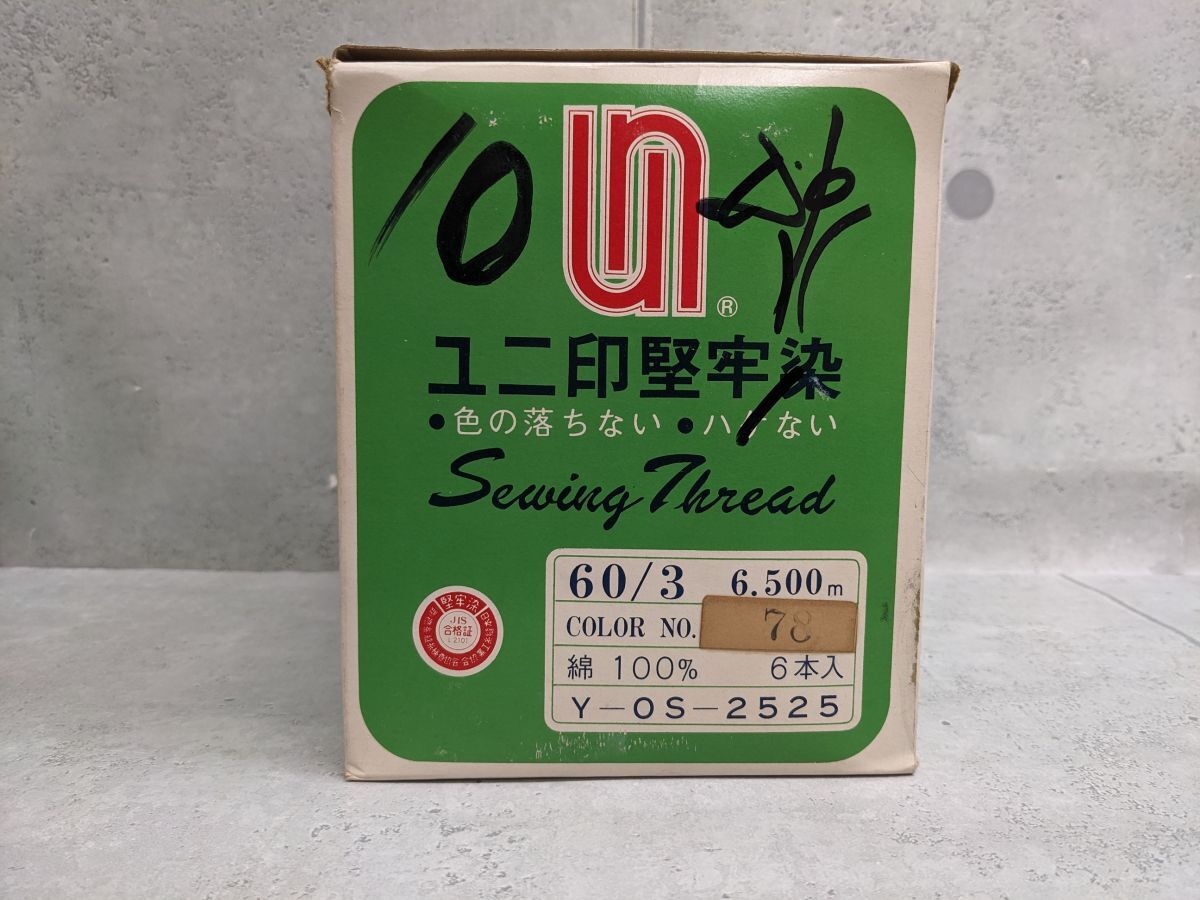 10
un
®
ユニ印堅牢染
•色の落ちない•ハゲない
Sewing Thread
60/3 6.500m
COLOR NO. 78
綿 100% 6本入
Y-OS-2525
堅牢染
JIS
合格証
L 2101